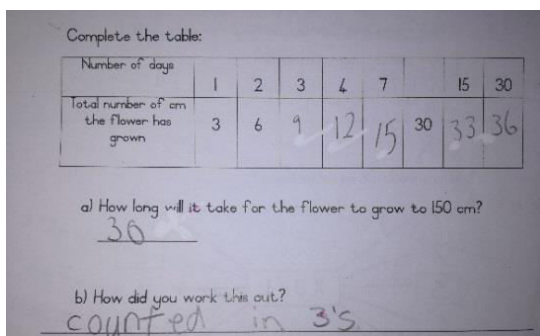 Complete the table:
Number of days 1 2 3 4 7 15 30
Total number of cm the flower has grown 3 6 9 12 15 30 33 36
a) How long will it take for the flower to grow to 150 cm?
30
b) How did you work this out?
counted in 3's